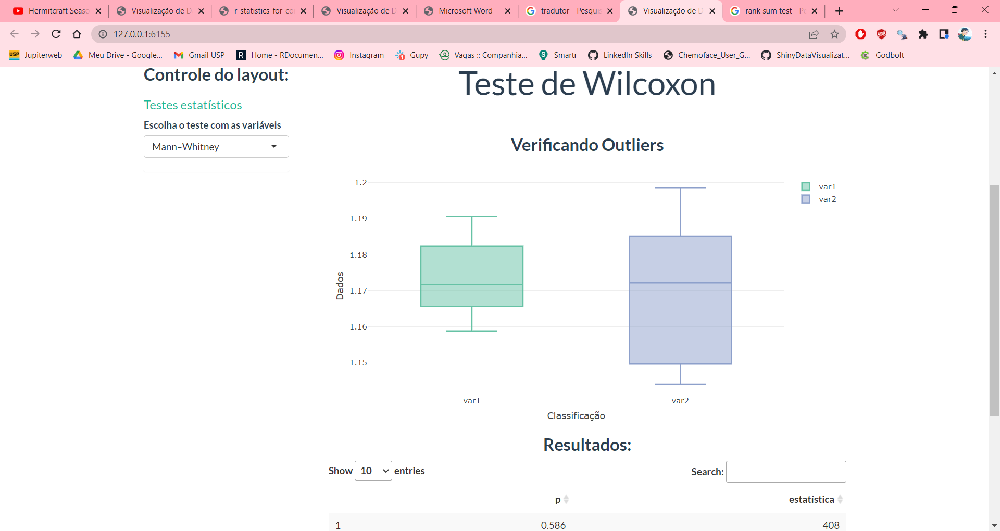 Hermitcraft Seaso
Visualização de D
r-statistics-for-co
Visualização de D
Microsoft Word -
tradutor - Pesquis
Visualização de D
rank sum test - Pe
127.0.0.1:6155
USP Jupiterweb
Meu Drive - Google...
Gmail USP
R Home - RDocumen...
Instagram
Gupy
Vagas :: Companhia...
S Smartr
LinkedIn Skills
Chemoface_User_G...
ShinyDataVisualizat...
Godbolt
Controle do layout:
Testes estatísticos
Escolha o teste com as variáveis
Mann–Whitney
Teste de Wilcoxon
Verificando Outliers
1.2
1.19
1.18
1.17
1.16
1.15
Dados
var1
var2
Classificação
var1
var2
Resultados:
Show 10 entries
Search:
p estatística
1 0.586 408